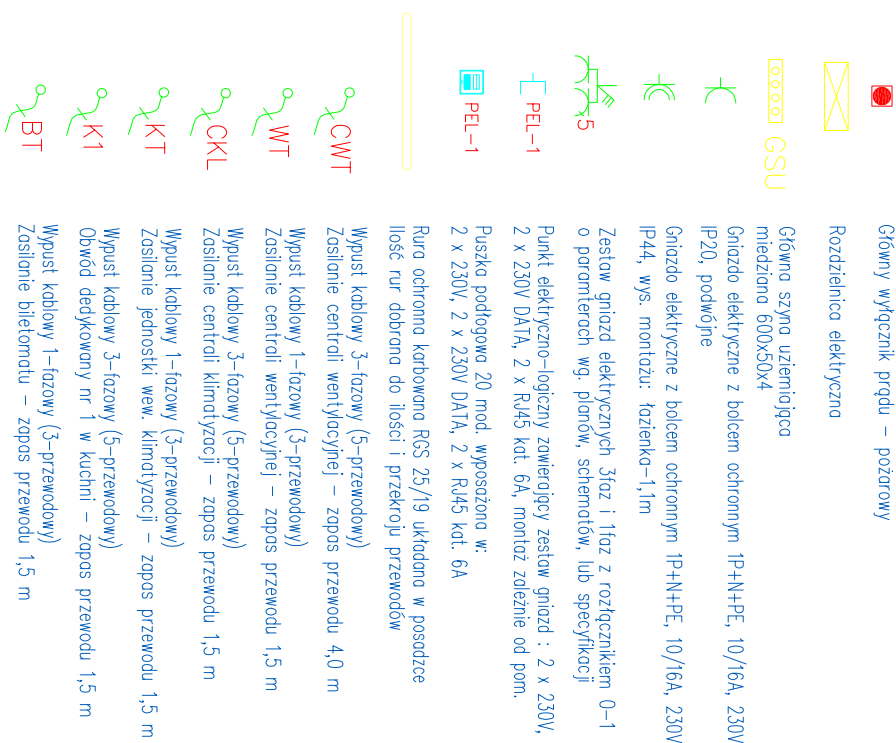 Główny wyłącznik prądu - pożarowy
Rozdzielnica elektryczna
GSU
Główna szyna uziemiająca
miedziana 600x50x4
Gniazdo elektryczne z bolcem ochronnym 1P+N+PE, 10/16A, 230V
IP20, podwójne
Gniazdo elektryczne z bolcem ochronnym 1P+N+PE, 10/16A, 230V
IP44, wys. montażu: łazienka-1,1m
5
Zestaw gniazd elektrycznych 3faz i 1faz z rozłącznikiem 0-1
o paramterach wg. planów, schematów, lub specyfikacji
PEL-1
Punkt elektryczno-logiczny zawierający zestaw gniazd : 2 x 230V,
2 x 230V DATA, 2 x RJ45 kat. 6A, montaż zależnie od pom.
PEL-1
Puszka podłogowa 20 mod. wyposażona w:
2 x 230V, 2 x 230V DATA, 2 x RJ45 kat. 6A
Rura ochronna karbowana RGS 25/19 układana w posadzce
Ilość rur dobrana do ilości i przekroju przewodów
CWT
Wypust kablowy 3-fazowy (5-przewodowy)
Zasilanie centrali wentylacyjnej - zapas przewodu 4,0 m
WT
Wypust kablowy 1-fazowy (3-przewodowy)
Zasilanie centrali wentylacyjnej - zapas przewodu 1,5 m
CKL
Wypust kablowy 3-fazowy (5-przewodowy)
Zasilanie centrali klimatyzacji - zapas przewodu 1,5 m
KT
Wypust kablowy 1-fazowy (3-przewodowy)
Zasilanie jednostki wew. klimatyzacji - zapas przewodu 1,5 m
K1
Wypust kablowy 3-fazowy (5-przewodowy)
Obwód dedykowany nr 1 w kuchni - zapas przewodu 1,5 m
BT
Wypust kablowy 1-fazowy (3-przewodowy)
Zasilanie biletomatu - zapas przewodu 1,5 m